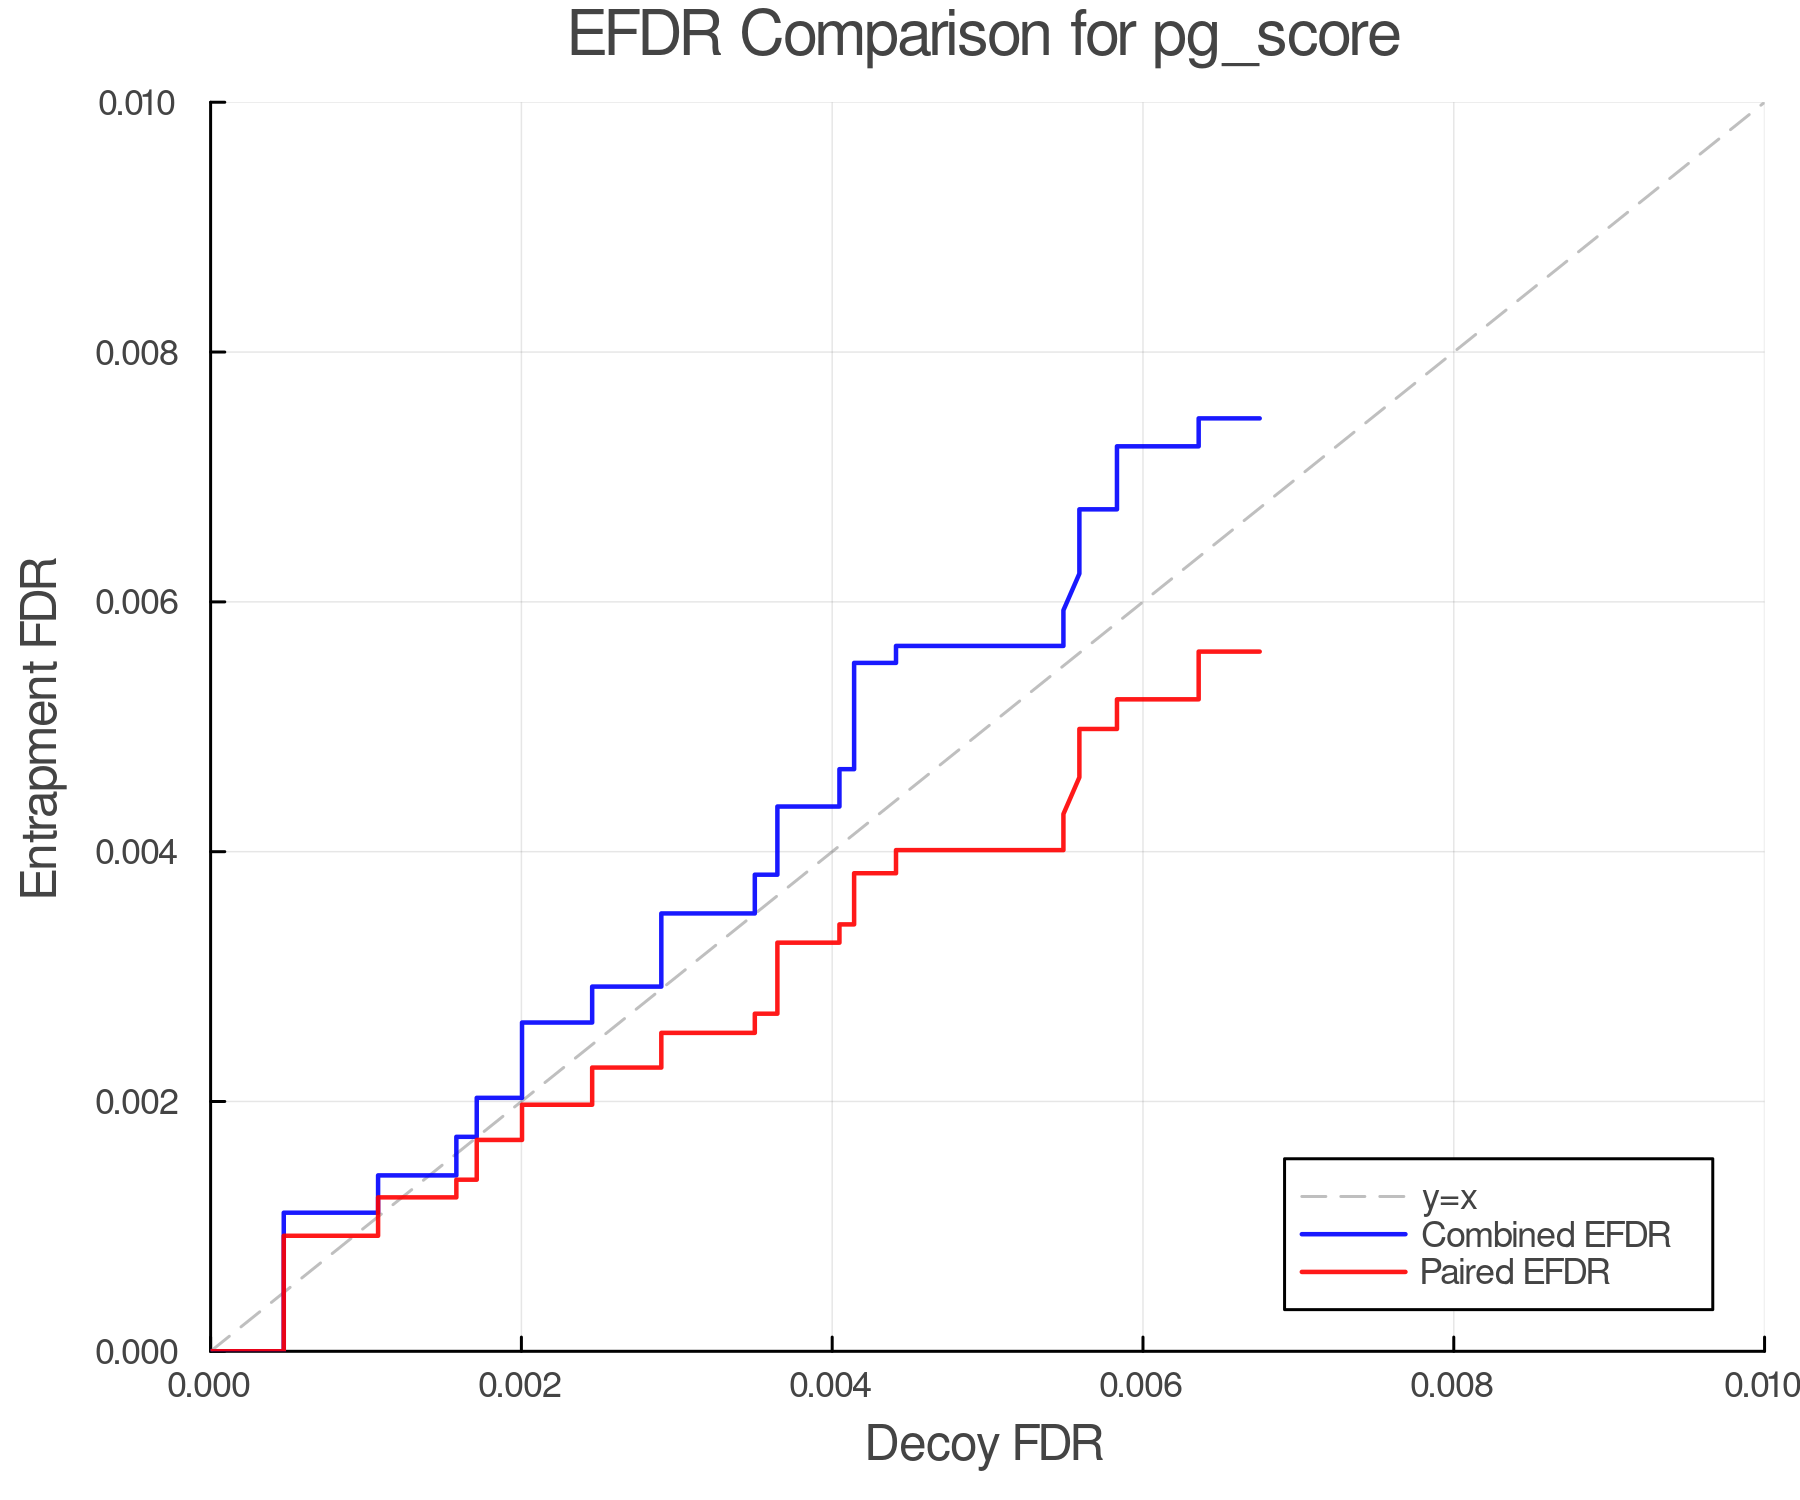 EFDR Comparison for pg_score
0.010
0.008
0.006
0.004
0.002
0.000
Entrapment FDR
y=x
Combined EFDR
Paired EFDR
0.000 0.002 0.004 0.006 0.008 0.010
Decoy FDR